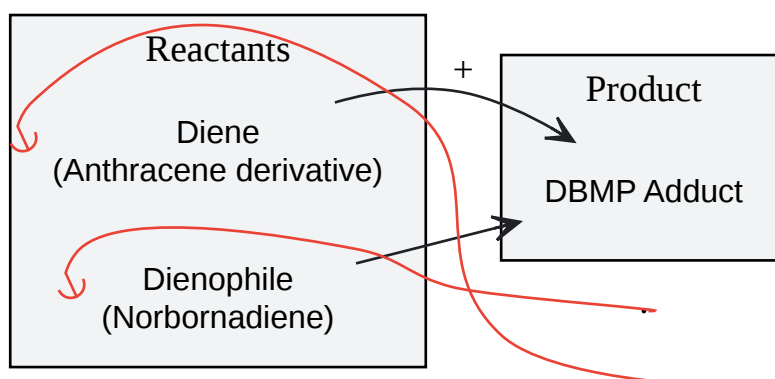 Reactants
Diene
(Anthracene derivative)
Dienophile
(Norbornadiene)
+
Product
DBMP Adduct